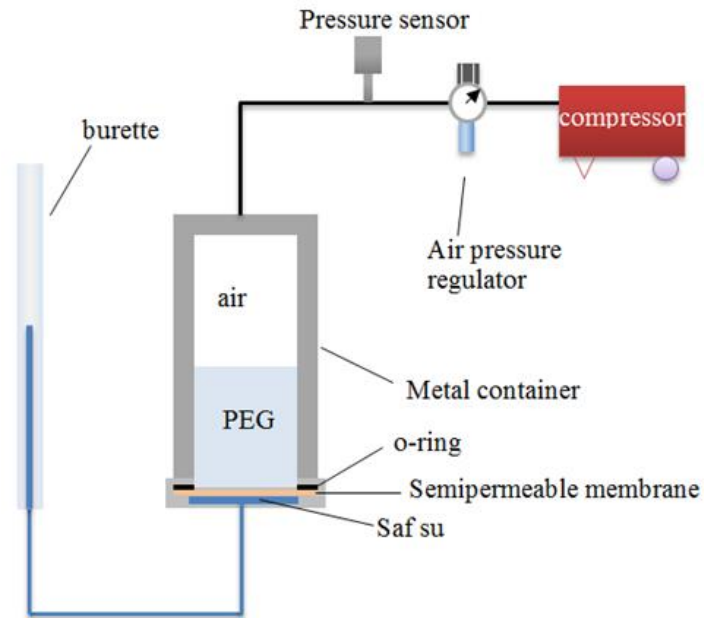 Pressure sensor
burette
compressor
Air pressure
regulator
air
Metal container
PEG
o-ring
Semipermeable membrane
Saf su